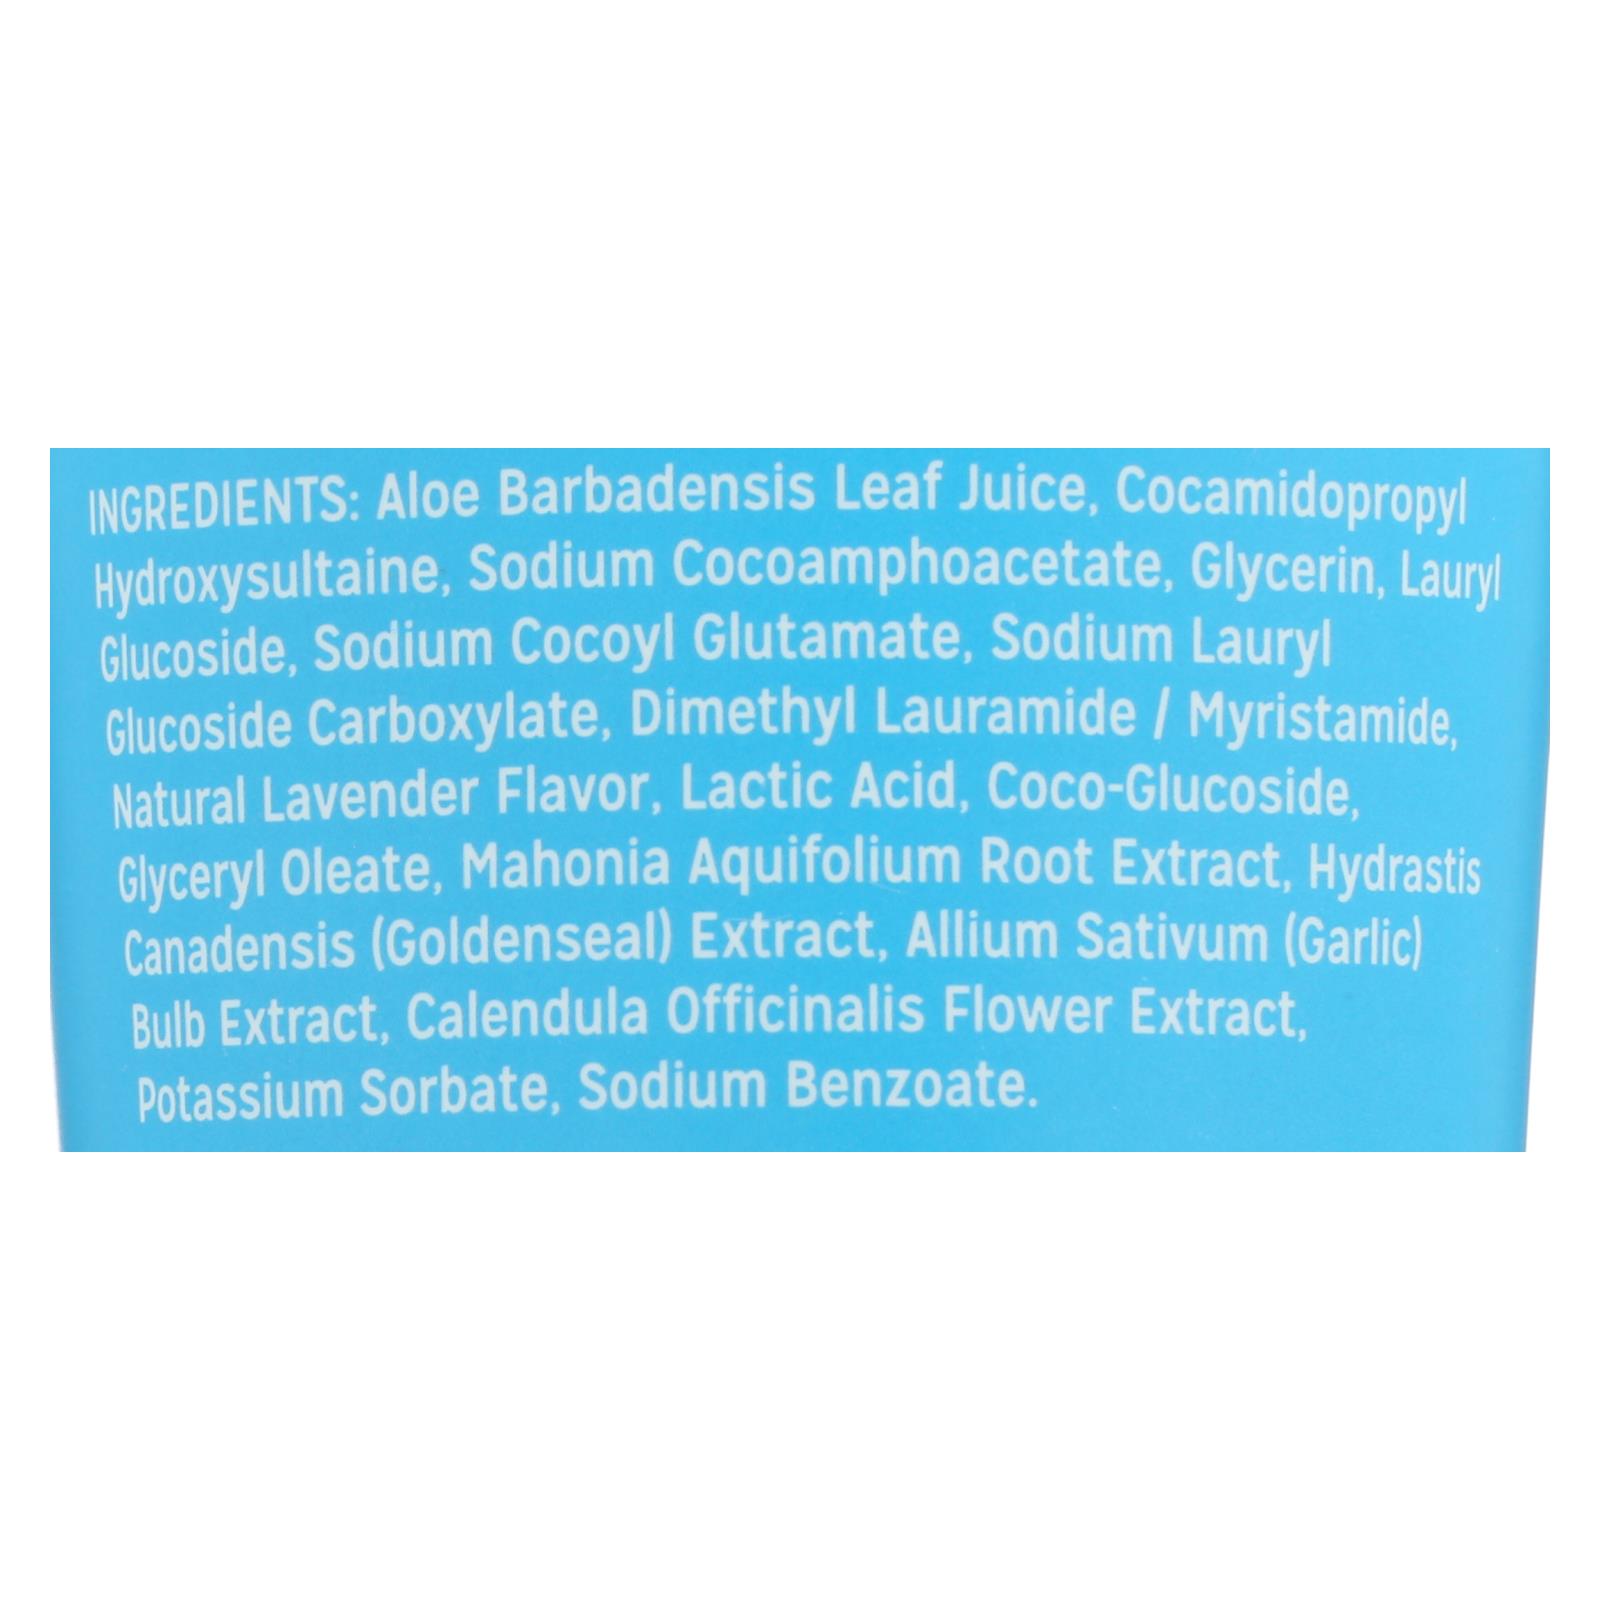 INGREDIENTS: Aloe Barbadensis Leaf Juice, Cocamidopropyl
Hydroxysultaine, Sodium Cocoamphoacetate, Glycerin, Lauryl
Glucoside, Sodium Cocoyl Glutamate, Sodium Lauryl
Glucoside Carboxylate, Dimethyl Lauramide / Myristamide,
Natural Lavender Flavor, Lactic Acid, Coco-Glucoside,
Glyceryl Oleate, Mahonia Aquifolium Root Extract, Hydrastis
Canadensis (Goldenseal) Extract, Allium Sativum (Garlic)
Bulb Extract, Calendula Officinalis Flower Extract,
Potassium Sorbate, Sodium Benzoate.